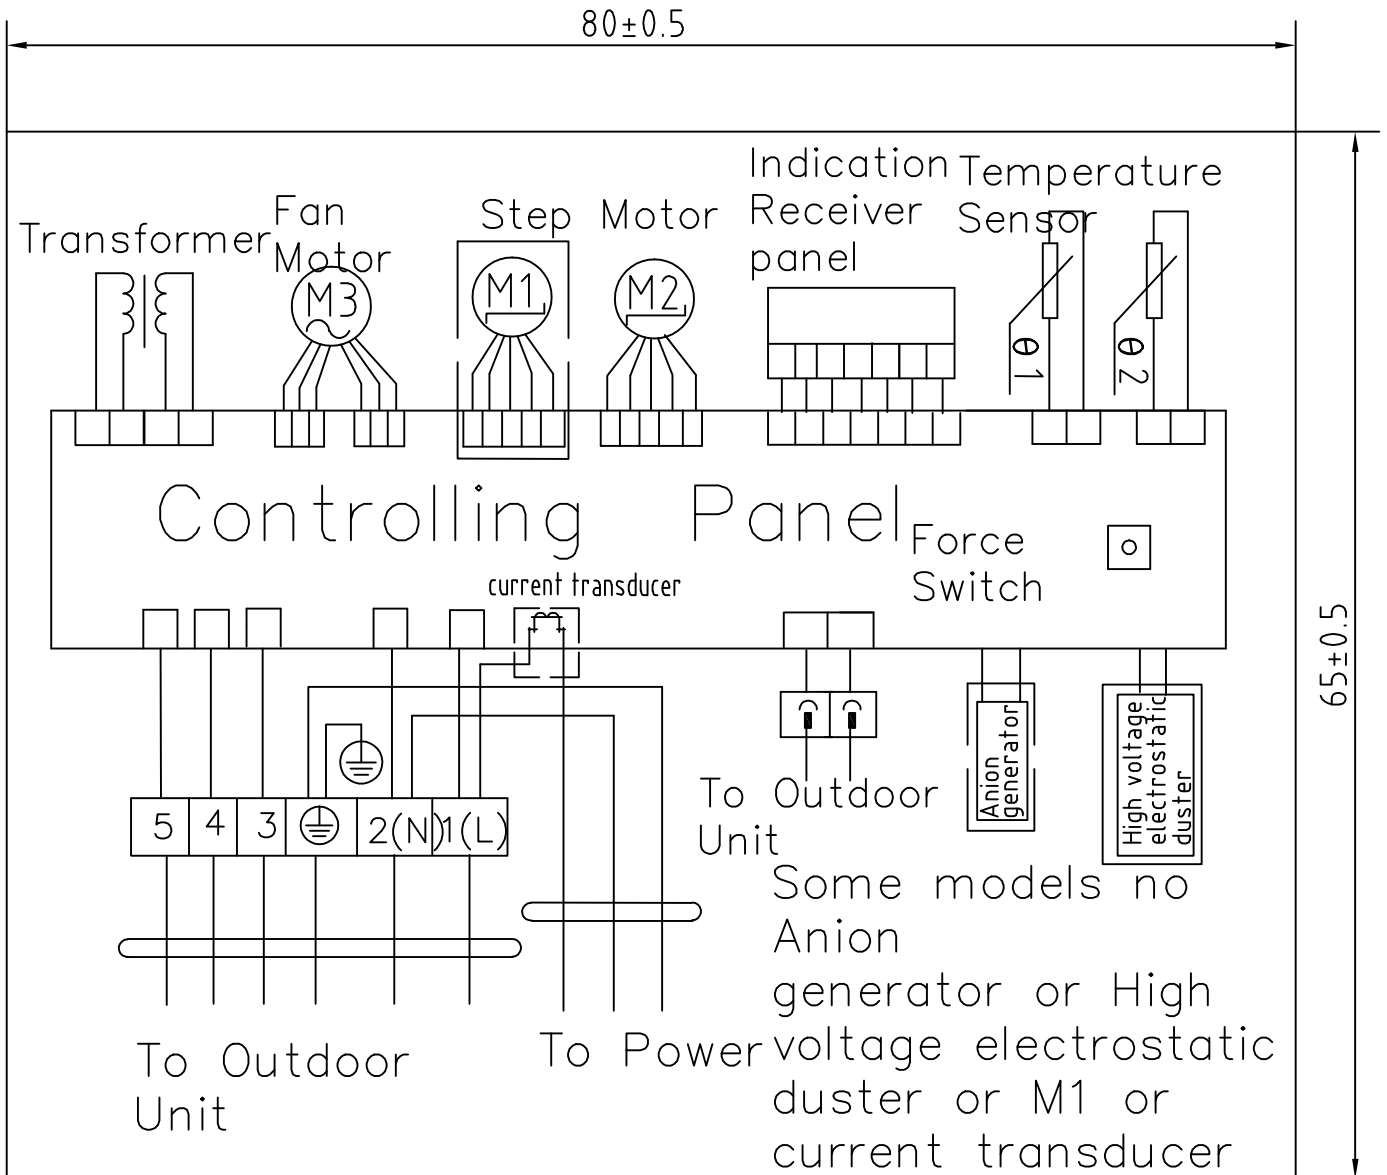 80±0.5
65±0.5
Transformer
Fan
Motor
M3
Step Motor
M1
M2
Indication
Receiver
panel
Temperature
Sensor
θ1
θ2
Controlling Panel
Force
Switch
current transducer
5
4
3
2(N)
1(L)
To Outdoor
Unit
To Power
To Outdoor
Unit
Anion
generator
High voltage
electrostatic
duster
Some models no
Anion
generator or High
voltage electrostatic
duster or M1 or
current transducer